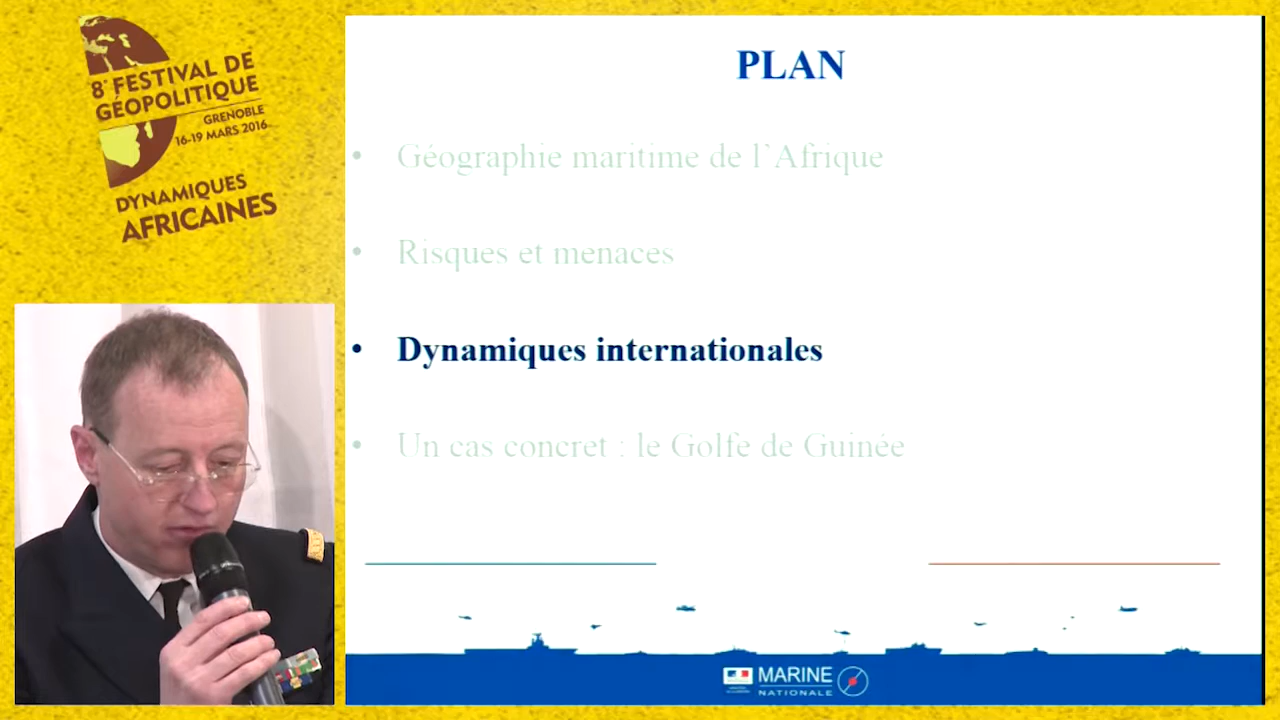 8e FESTIVAL DE
GÉOPOLITIQUE
GRENOBLE
16-19 MARS 2016
DYNAMIQUES
AFRICAINES
PLAN
• Géographie maritime de l`Afrique
• Risques et menaces
• Dynamiques internationales
• Un cas concret : le Golfe de Guinée
MARINE
NATIONALE